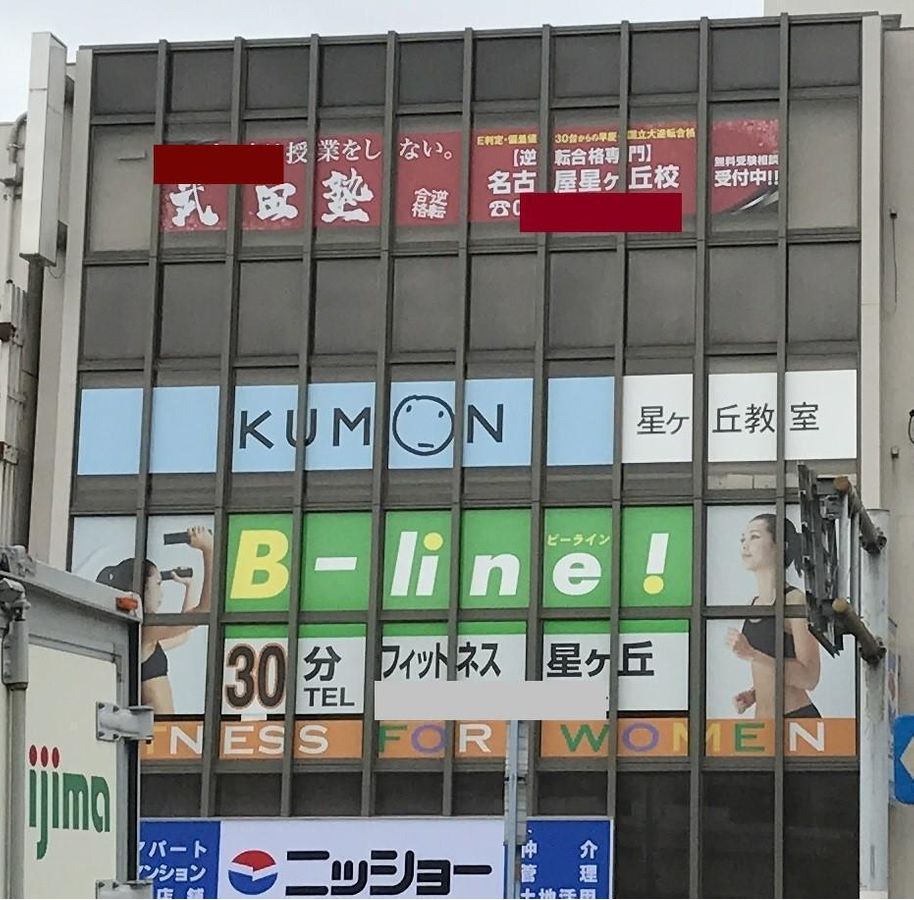 授業をしない。
武田塾
逆転
合格
E判定・偏差値30台からの早慶 国立大逆転合格
【逆転合格専門】
名古屋星ヶ丘校
☎0
無料受験相談
受付中!!
KUMON
星ヶ丘教室
B-line!
ビーライン
30分フィットネス 星ヶ丘
TEL
TNESS FOR WOMEN
ijima
アパート
ンション
店舗
ニッショー
仲介
管理
土地活用